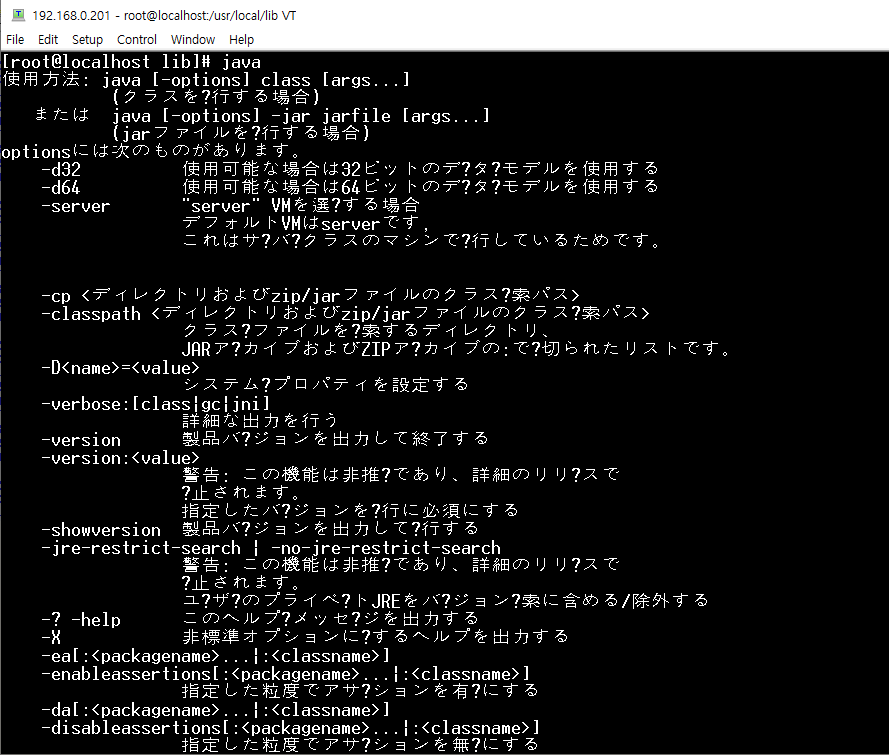 192.168.0.201 - root@localhost:/usr/local/lib VT
File Edit Setup Control Window Help
[root@localhost lib]# java
使用方法: java [-options] class [args...]
(クラスを?行する場合)
または java [-options] -jar jarfile [args...]
(jarファイルを?行する場合)
optionsには次のものがあります。
-d32 使用可能な場合は32ビットのデ?タ?モデルを使用する
-d64 使用可能な場合は64ビットのデ?タ?モデルを使用する
-server "server" VMを選?する場合
デフォルトVMはserverです,
これはサ?バ?クラスのマシンで?行しているためです。
-cp <ディレクトリおよびzip/jarファイルのクラス?索パス>
-classpath <ディレクトリおよびzip/jarファイルのクラス?索パス>
クラス?ファイルを?索するディレクトリ、
JARア?カイブおよびZIPア?カイブの:で?切られたリストです。
-D<name>=<value>
システム?プロパティを設定する
-verbose:[class|gc|jni]
詳細な出力を行う
-version 製品バ?ジョンを出力して終了する
-version:<value>
警告: この機能は非推?であり、詳細のリリ?スで
?止されます。
指定したバ?ジョンを?行に必須にする
-showversion 製品バ?ジョンを出力して?行する
-jre-restrict-search | -no-jre-restrict-search
警告: この機能は非推?であり、詳細のリリ?スで
?止されます。
ユ?ザ?のプライベ?トJREをバ?ジョン?索に含める/除外する
-? -help このヘルプ?メッセ?ジを出力する
-X 非標準オプションに?するヘルプを出力する
-ea[:<packagename>...|:<classname>]
-enableassertions[:<packagename>...|:<classname>]
指定した粒度でアサ?ションを有?にする
-da[:<packagename>...|:<classname>]
-disableassertions[:<packagename>...|:<classname>]
指定した粒度でアサ?ションを無?にする